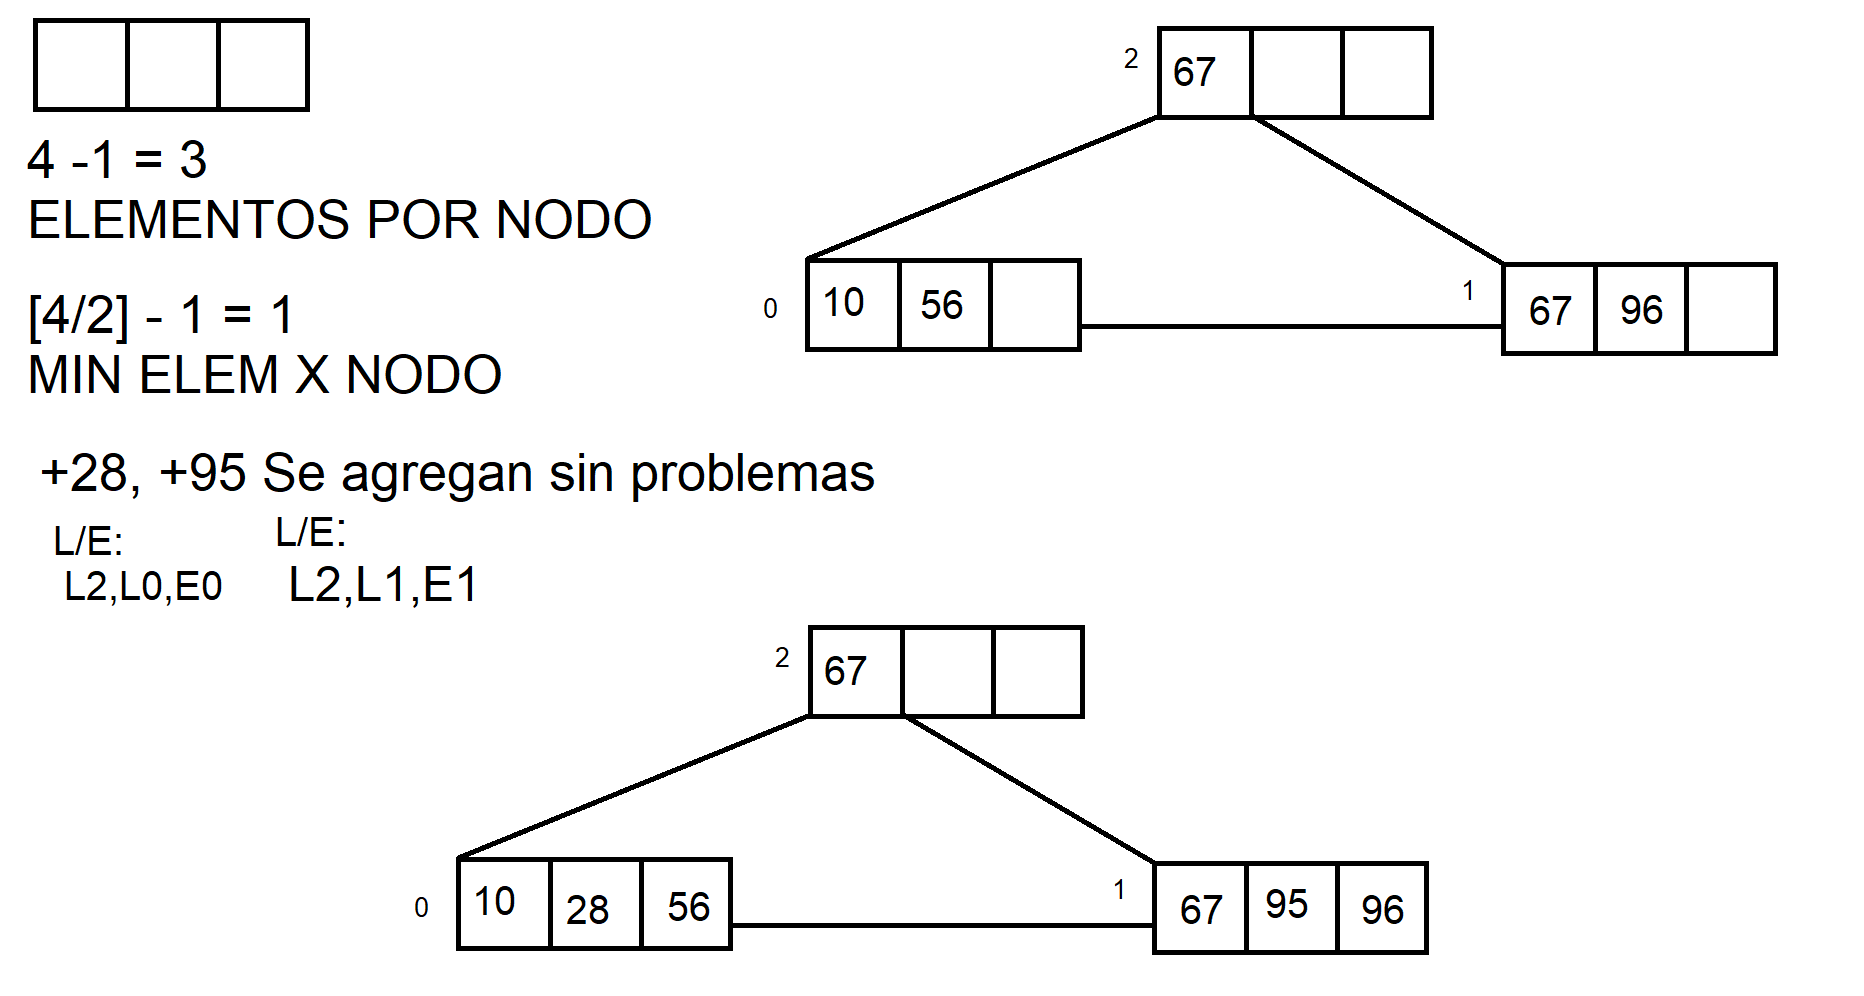 4 -1 = 3
ELEMENTOS POR NODO
[4/2] - 1 = 1
MIN ELEM X NODO
2
67
0
10 56
1
67 96
+28, +95 Se agregan sin problemas
L/E:
L2,L0,E0
L/E:
L2,L1,E1
2
67
0
10 28 56
1
67 95 96